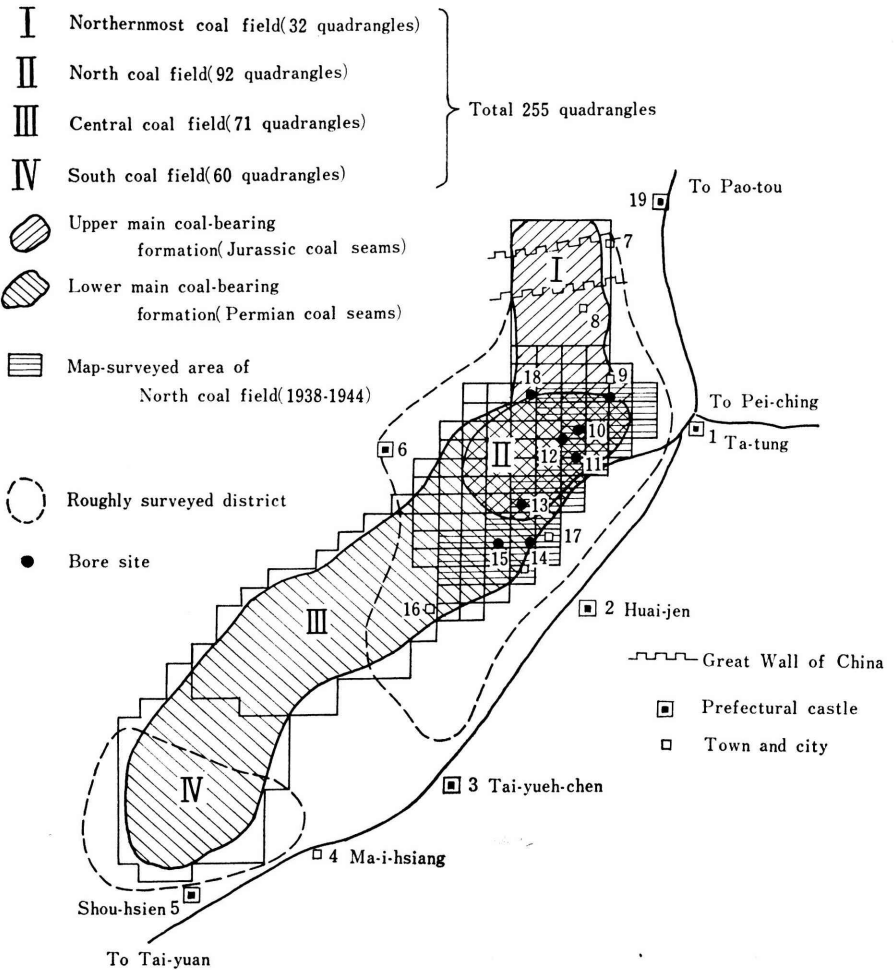 I Northernmost coal field(32 quadrangles)
II North coal field(92 quadrangles)
III Central coal field(71 quadrangles)
IV South coal field(60 quadrangles)
Total 255 quadrangles
Upper main coal-bearing
formation(Jurassic coal seams)
Lower main coal-bearing
formation(Permian coal seams)
Map-surveyed area of
North coal field(1938-1944)
Roughly surveyed district
Bore site
19
To Pao-tou
7
I
8
18
9
To Pei-ching
10
1
Ta-tung
6
II
12
11
13
17
15
14
16
2 Huai-jen
III
Great Wall of China
Prefectural castle
Town and city
3 Tai-yueh-chen
IV
4 Ma-i-hsiang
Shou-hsien 5
To Tai-yuan